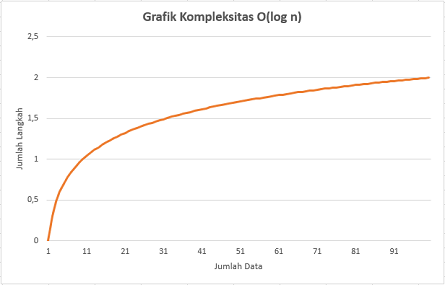 Grafik Kompleksitas O(log n)
2,5
2
1,5
1
0,5
0
1 11 21 31 41 51 61 71 81 91
Jumlah Langkah
Jumlah Data